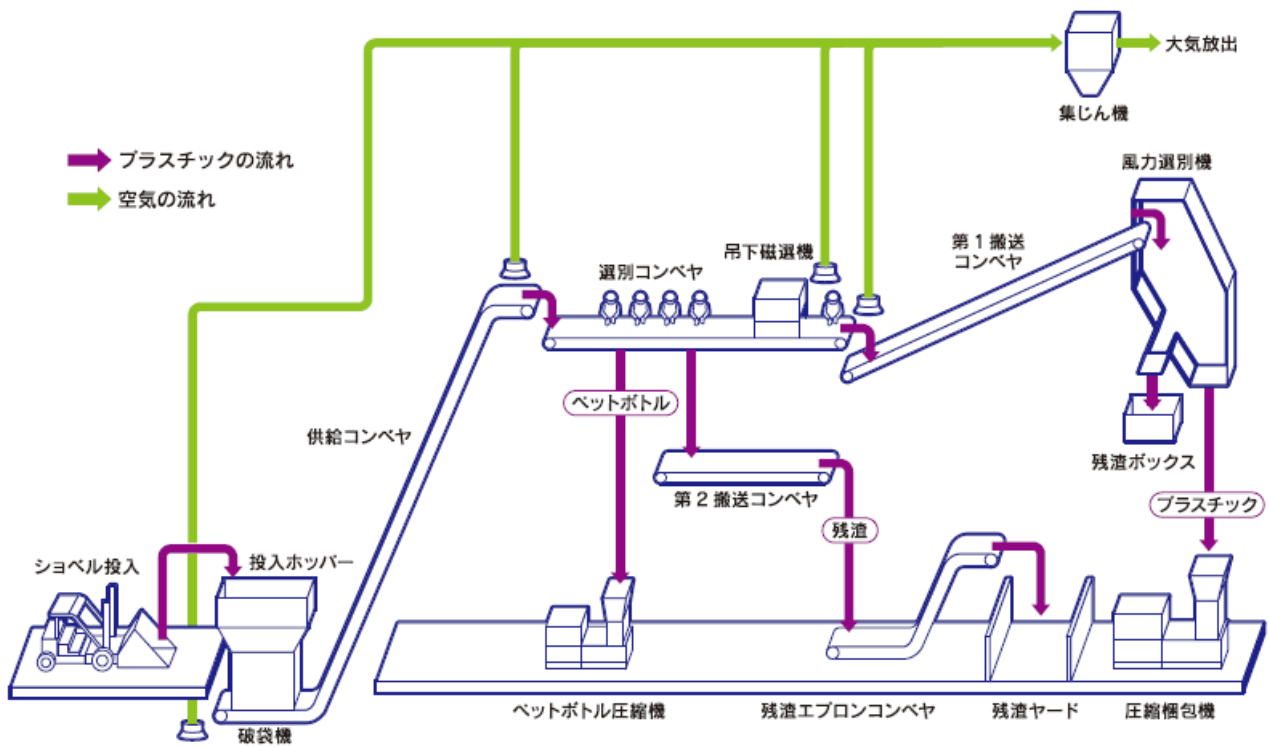 大気放出
集じん機
プラスチックの流れ
空気の流れ
風力選別機
第1搬送
コンベヤ
吊下磁選機
選別コンベヤ
ペットボトル
供給コンベヤ
残渣ボックス
第2搬送コンベヤ
プラスチック
残渣
ショベル投入
投入ホッパー
破袋機
ペットボトル圧縮機
残渣エプロンコンベヤ
残渣ヤード
圧縮梱包機